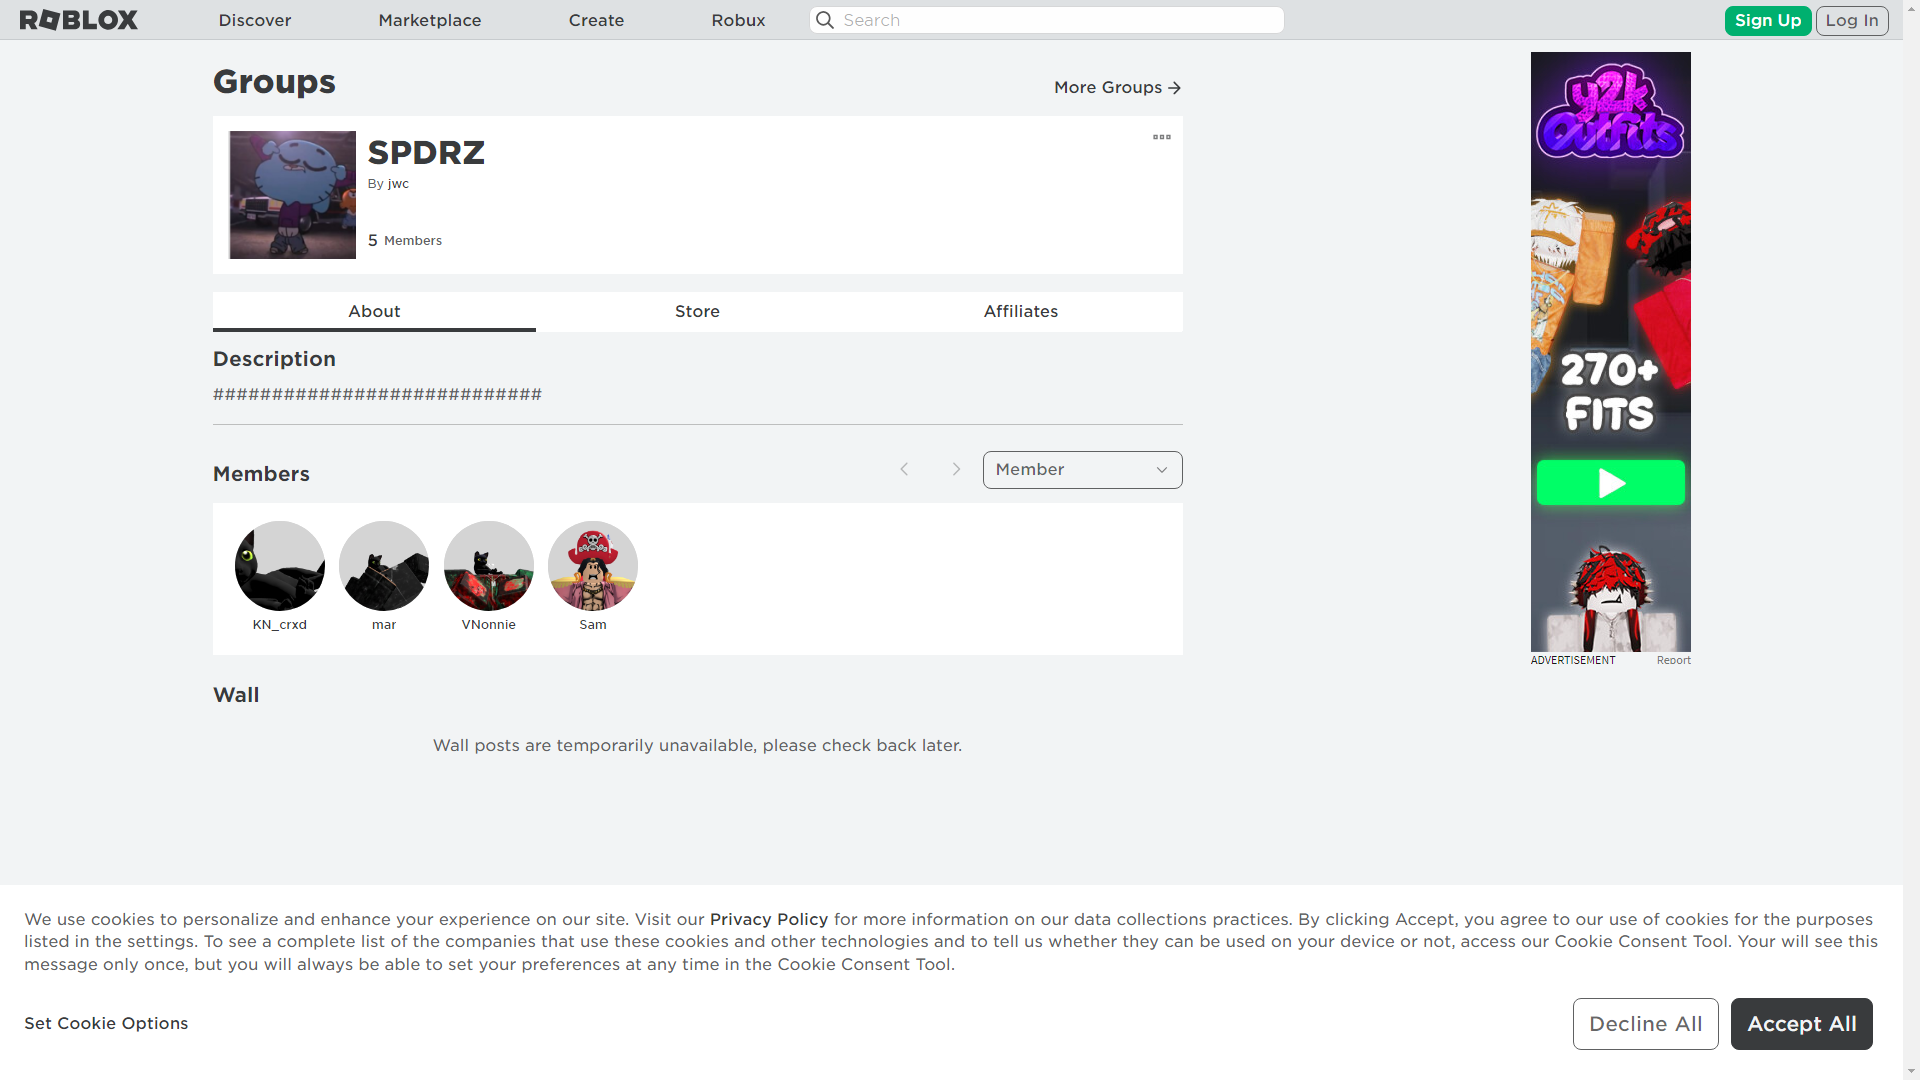 ROBLOX
Discover
Marketplace
Create
Robux
Search
Sign Up
Log In
Groups
More Groups
SPDRZ
By jwc
5 Members
About
Store
Affiliates
Description
############################
Members
Member
KN_crxd
mar
VNonnie
Sam
Wall
Wall posts are temporarily unavailable, please check back later.
y2k
Outfits
270+
FITS
ADVERTISEMENT
Report
We use cookies to personalize and enhance your experience on our site. Visit our Privacy Policy for more information on our data collections practices. By clicking Accept, you agree to our use of cookies for the purposes
listed in the settings. To see a complete list of the companies that use these cookies and other technologies and to tell us whether they can be used on your device or not, access our Cookie Consent Tool. Your will see this
message only once, but you will always be able to set your preferences at any time in the Cookie Consent Tool.
Set Cookie Options
Decline All
Accept All